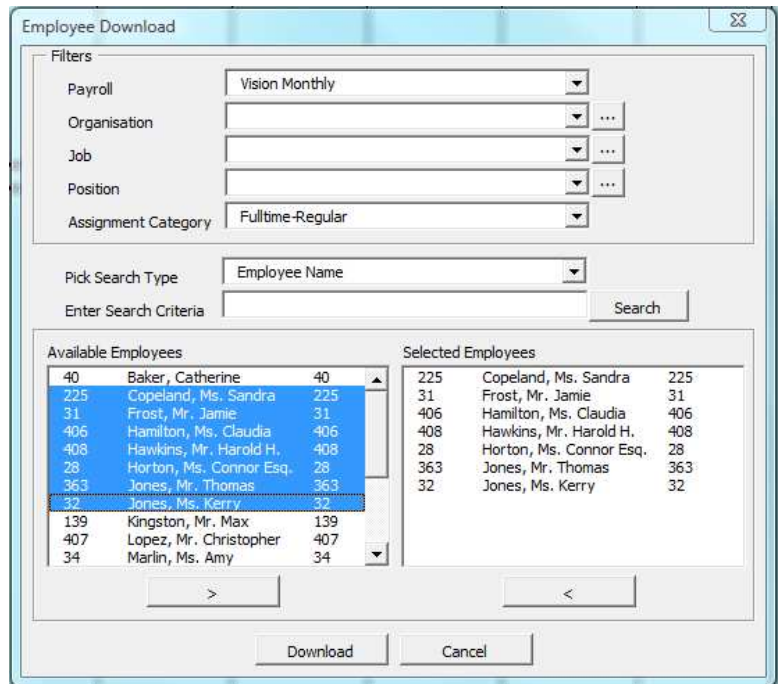 Employee Download
Filters
Payroll Vision Monthly
Organisation ...
Job ...
Position ...
Assignment Category Fulltime-Regular
Pick Search Type Employee Name
Enter Search Criteria Search
Available Employees
40 Baker, Catherine 40
225 Copeland, Ms. Sandra 225
31 Frost, Mr. Jamie 31
406 Hamilton, Ms. Claudia 406
408 Hawkins, Mr. Harold H. 408
28 Horton, Ms. Connor Esq. 28
363 Jones, Mr. Thomas 363
32 Jones, Ms. Kerry 32
139 Kingston, Mr. Max 139
407 Lopez, Mr. Christopher 407
34 Marlin, Ms. Amy 34
>
Selected Employees
225 Copeland, Ms. Sandra 225
31 Frost, Mr. Jamie 31
406 Hamilton, Ms. Claudia 406
408 Hawkins, Mr. Harold H. 408
28 Horton, Ms. Connor Esq. 28
363 Jones, Mr. Thomas 363
32 Jones, Ms. Kerry 32
<
Download Cancel